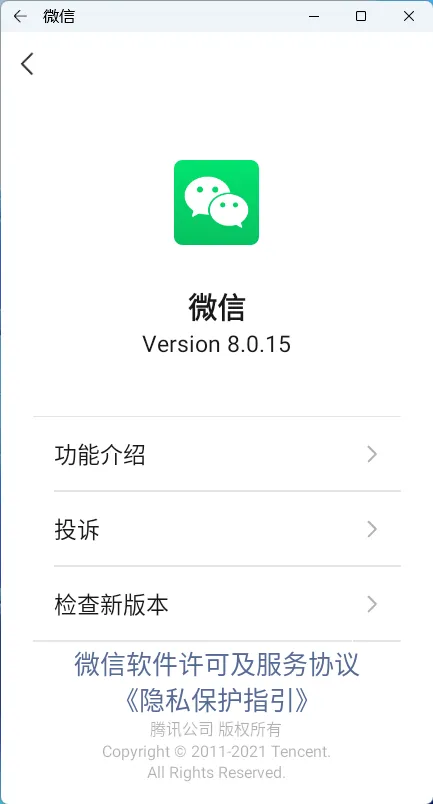 微信
微信
Version 8.0.15
功能介绍
投诉
检查新版本
微信软件许可及服务协议
《隐私保护指引》
腾讯公司 版权所有
Copyright © 2011-2021 Tencent.
All Rights Reserved.